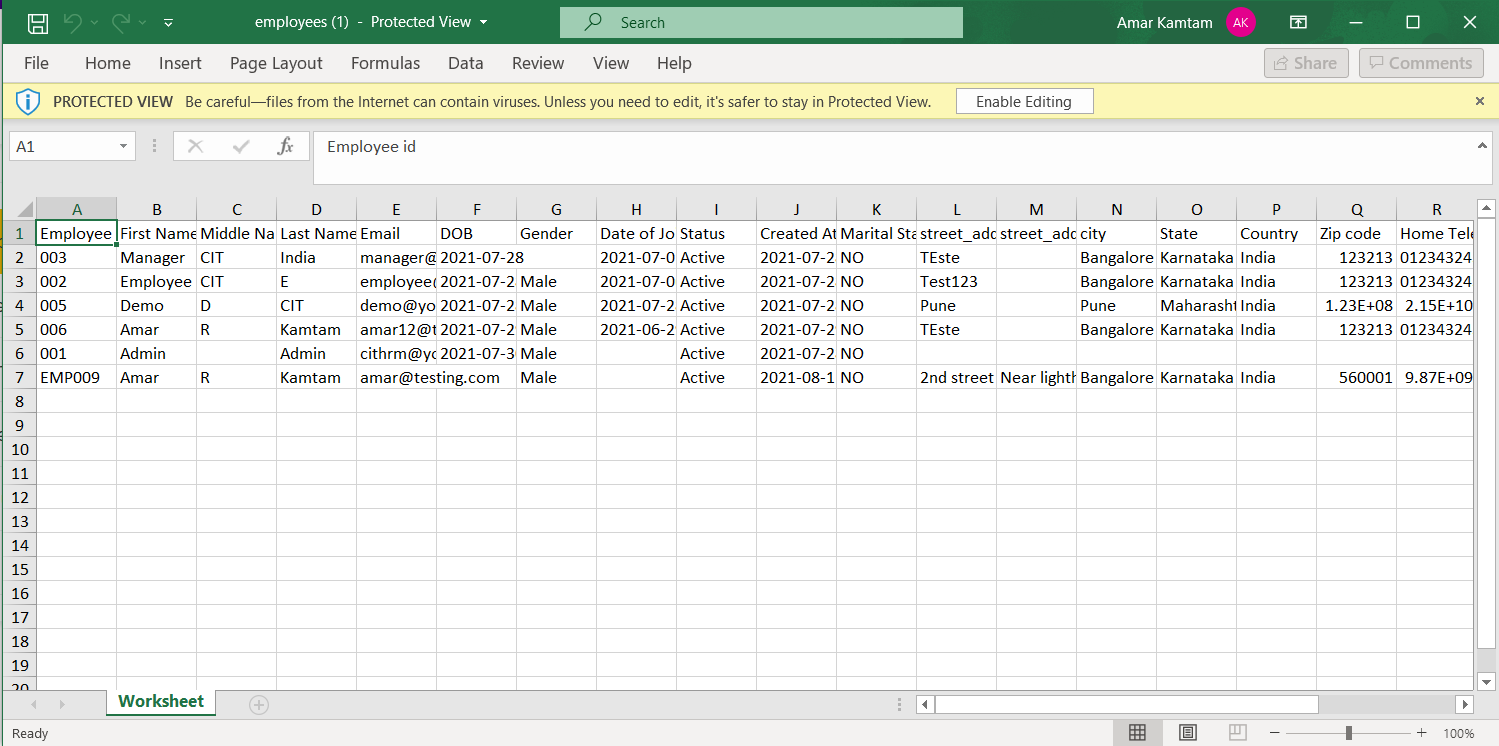 employees (1) - Protected View
Search
Amar Kamtam AK
File Home Insert Page Layout Formulas Data Review View Help Share Comments
PROTECTED VIEW Be careful—files from the Internet can contain viruses. Unless you need to edit, it's safer to stay in Protected View. Enable Editing
A1 fx Employee id
A B C D E F G H I J K L M N O P Q R
1 Employee First Name Middle Na Last Name Email DOB Gender Date of Jo Status Created At Marital Sta street_add street_add city State Country Zip code Home Tele
2 003 Manager CIT India manager@ 2021-07-28 2021-07-0 Active 2021-07-2 NO TEste Bangalore Karnataka India 123213 01234324
3 002 Employee CIT E employee@ 2021-07-2 Male 2021-07-0 Active 2021-07-2 NO Test123 Bangalore Karnataka India 123213 01234324
4 005 Demo D CIT demo@yo 2021-07-2 Male 2021-07-2 Active 2021-07-2 NO Pune Pune Maharasht India 1.23E+08 2.15E+10
5 006 Amar R Kamtam amar12@t 2021-07-2 Male 2021-06-2 Active 2021-07-2 NO TEste Bangalore Karnataka India 123213 01234324
6 001 Admin Admin cithrm@yo 2021-07-3 Male Active 2021-07-2 NO
7 EMP009 Amar R Kamtam amar@testing.com Male Active 2021-08-1 NO 2nd street Near lighth Bangalore Karnataka India 560001 9.87E+09
8
9
10
11
12
13
14
15
16
17
18
19
20
Worksheet
Ready 100%